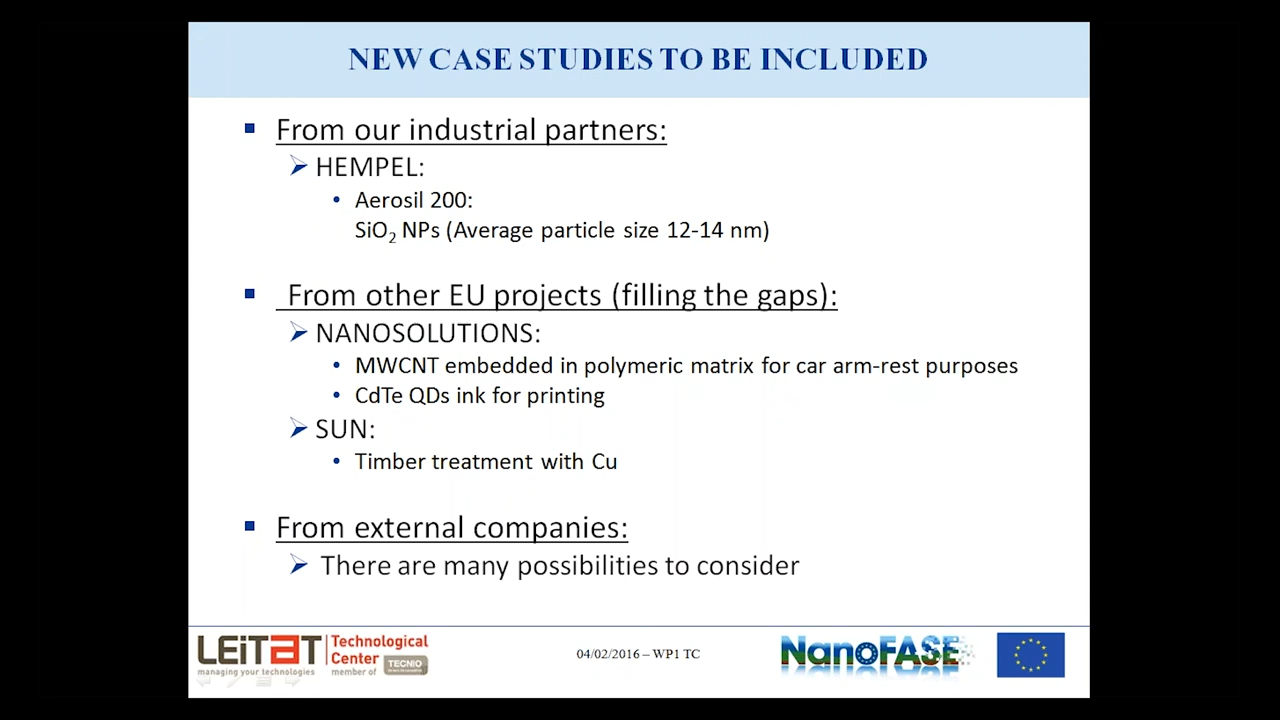 NEW CASE STUDIES TO BE INCLUDED
From our industrial partners:
HEMPEL:
Aerosil 200:
SiO2 NPs (Average particle size 12-14 nm)
From other EU projects (filling the gaps):
NANOSOLUTIONS:
MWCNT embedded in polymeric matrix for car arm-rest purposes
CdTe QDs ink for printing
SUN:
Timber treatment with Cu
From external companies:
There are many possibilities to consider
LEiTAT
managing your technologies
Technological
Center
member of TECNIO
04/02/2016 – WP1 TC
NanoFASE